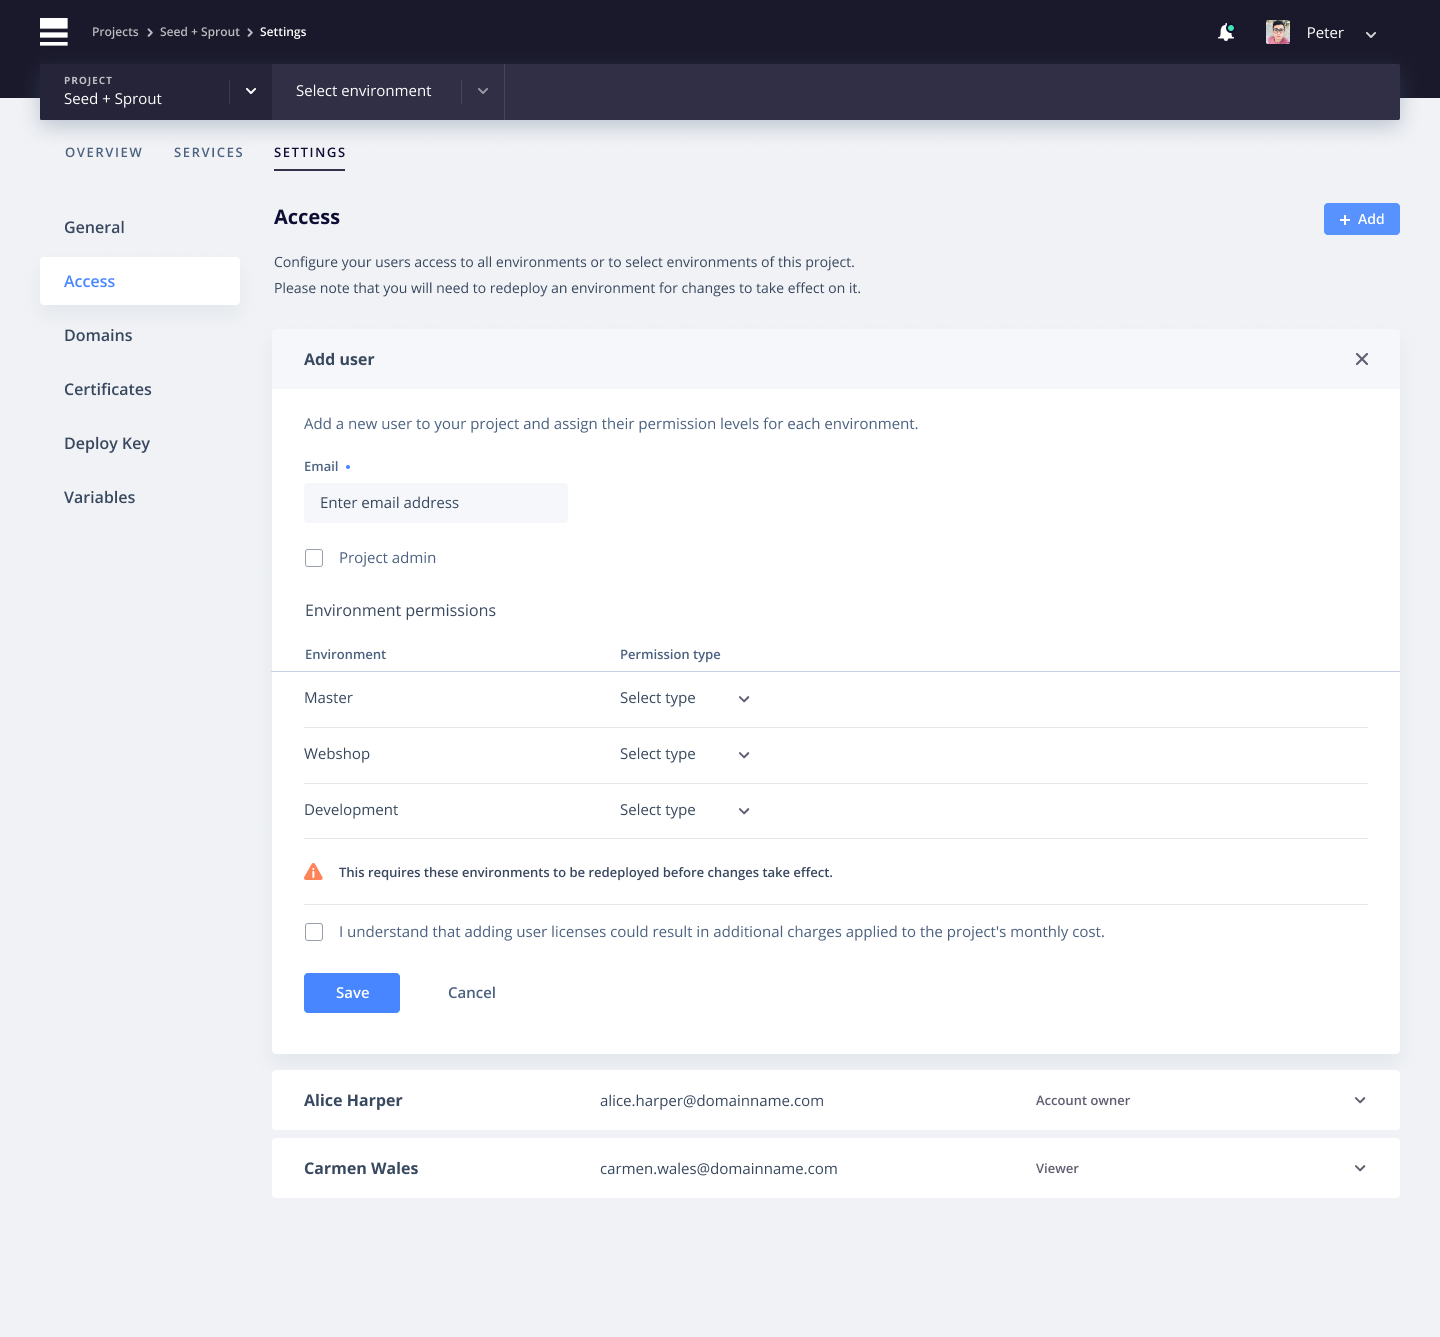 Projects > Seed + Sprout > Settings
Peter
PROJECT
Seed + Sprout
Select environment
OVERVIEW SERVICES SETTINGS
General
Access
Domains
Certificates
Deploy Key
Variables
Access
+ Add
Configure your users access to all environments or to select environments of this project.
Please note that you will need to redeploy an environment for changes to take effect on it.
Add user
Add a new user to your project and assign their permission levels for each environment.
Email
Enter email address
Project admin
Environment permissions
Environment Permission type
Master Select type
Webshop Select type
Development Select type
This requires these environments to be redeployed before changes take effect.
I understand that adding user licenses could result in additional charges applied to the project's monthly cost.
Save Cancel
Alice Harper alice.harper@domainname.com Account owner
Carmen Wales carmen.wales@domainname.com Viewer